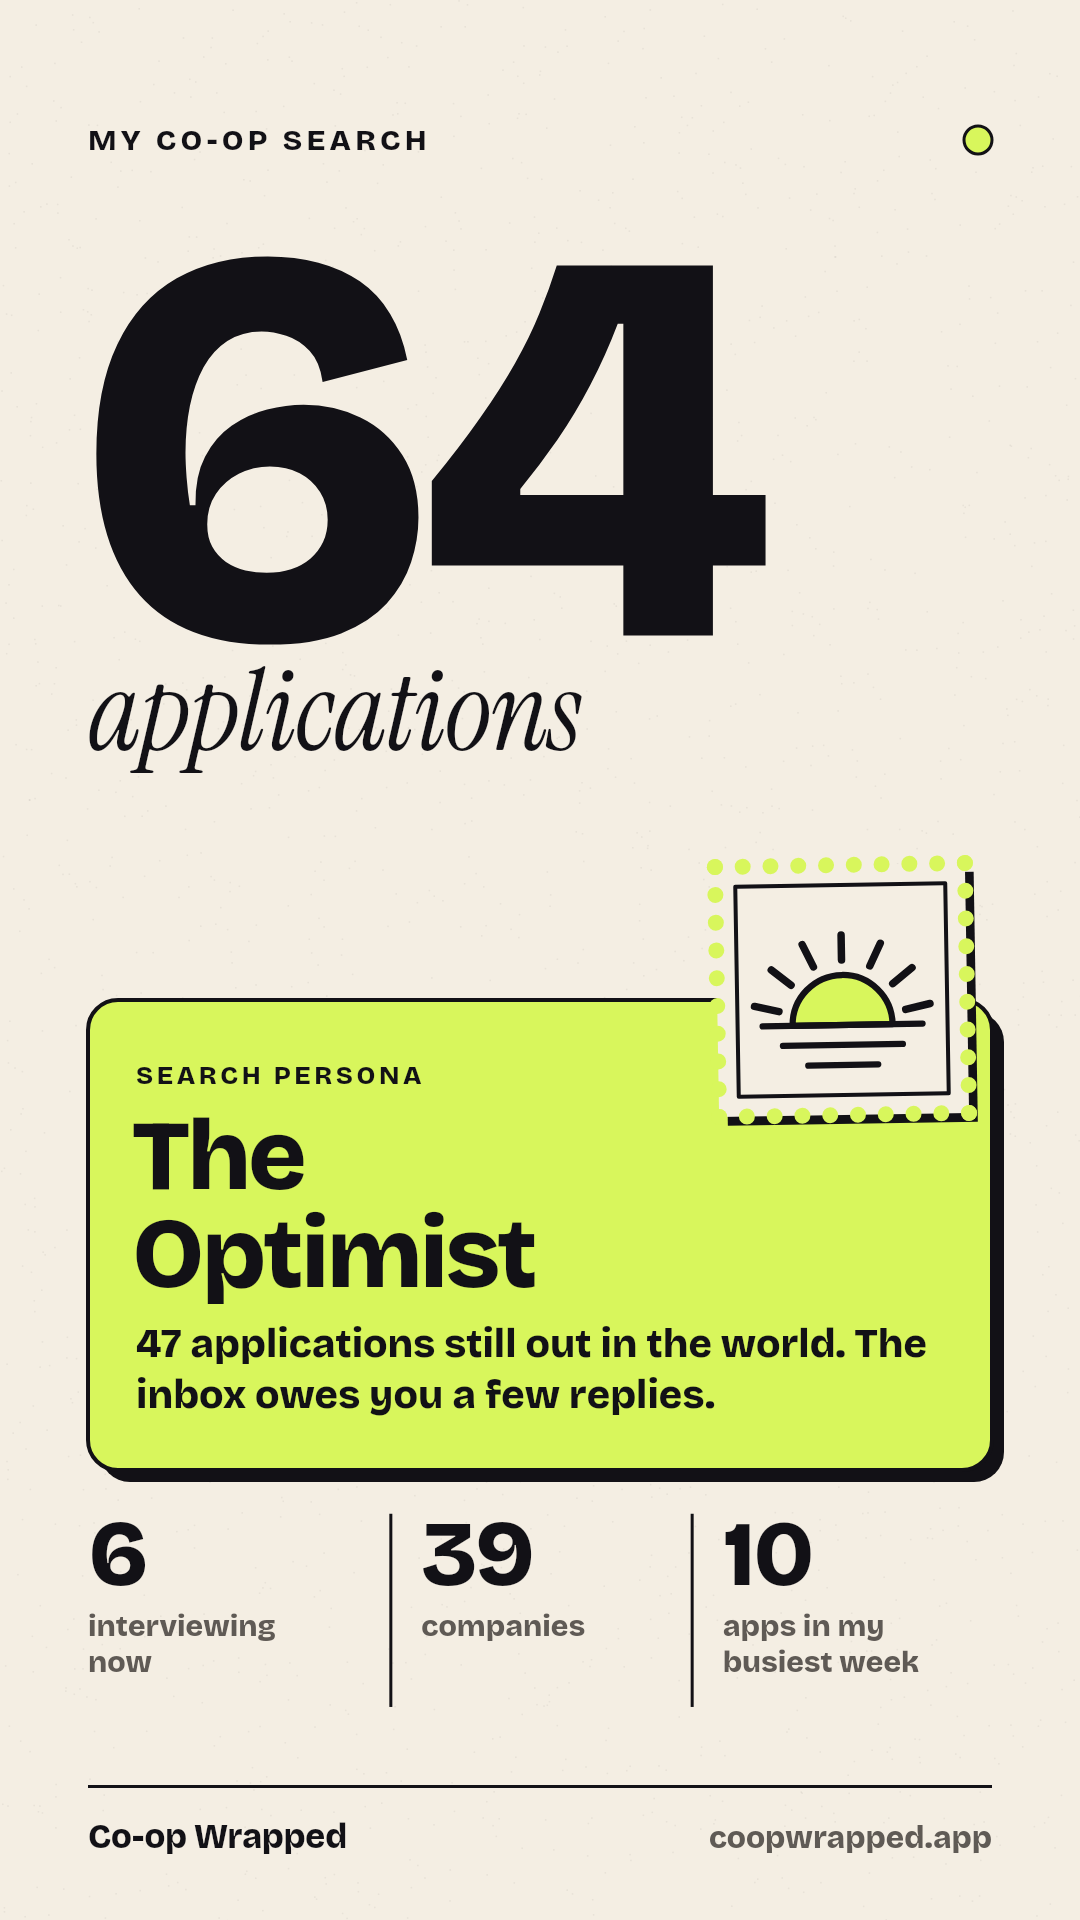 MY CO-OP SEARCH
64
applications
SEARCH PERSONA
The
Optimist
47 applications still out in the world. The
inbox owes you a few replies.
6
interviewing
now
39
companies
10
apps in my
busiest week
Co-op Wrapped
coopwrapped.app